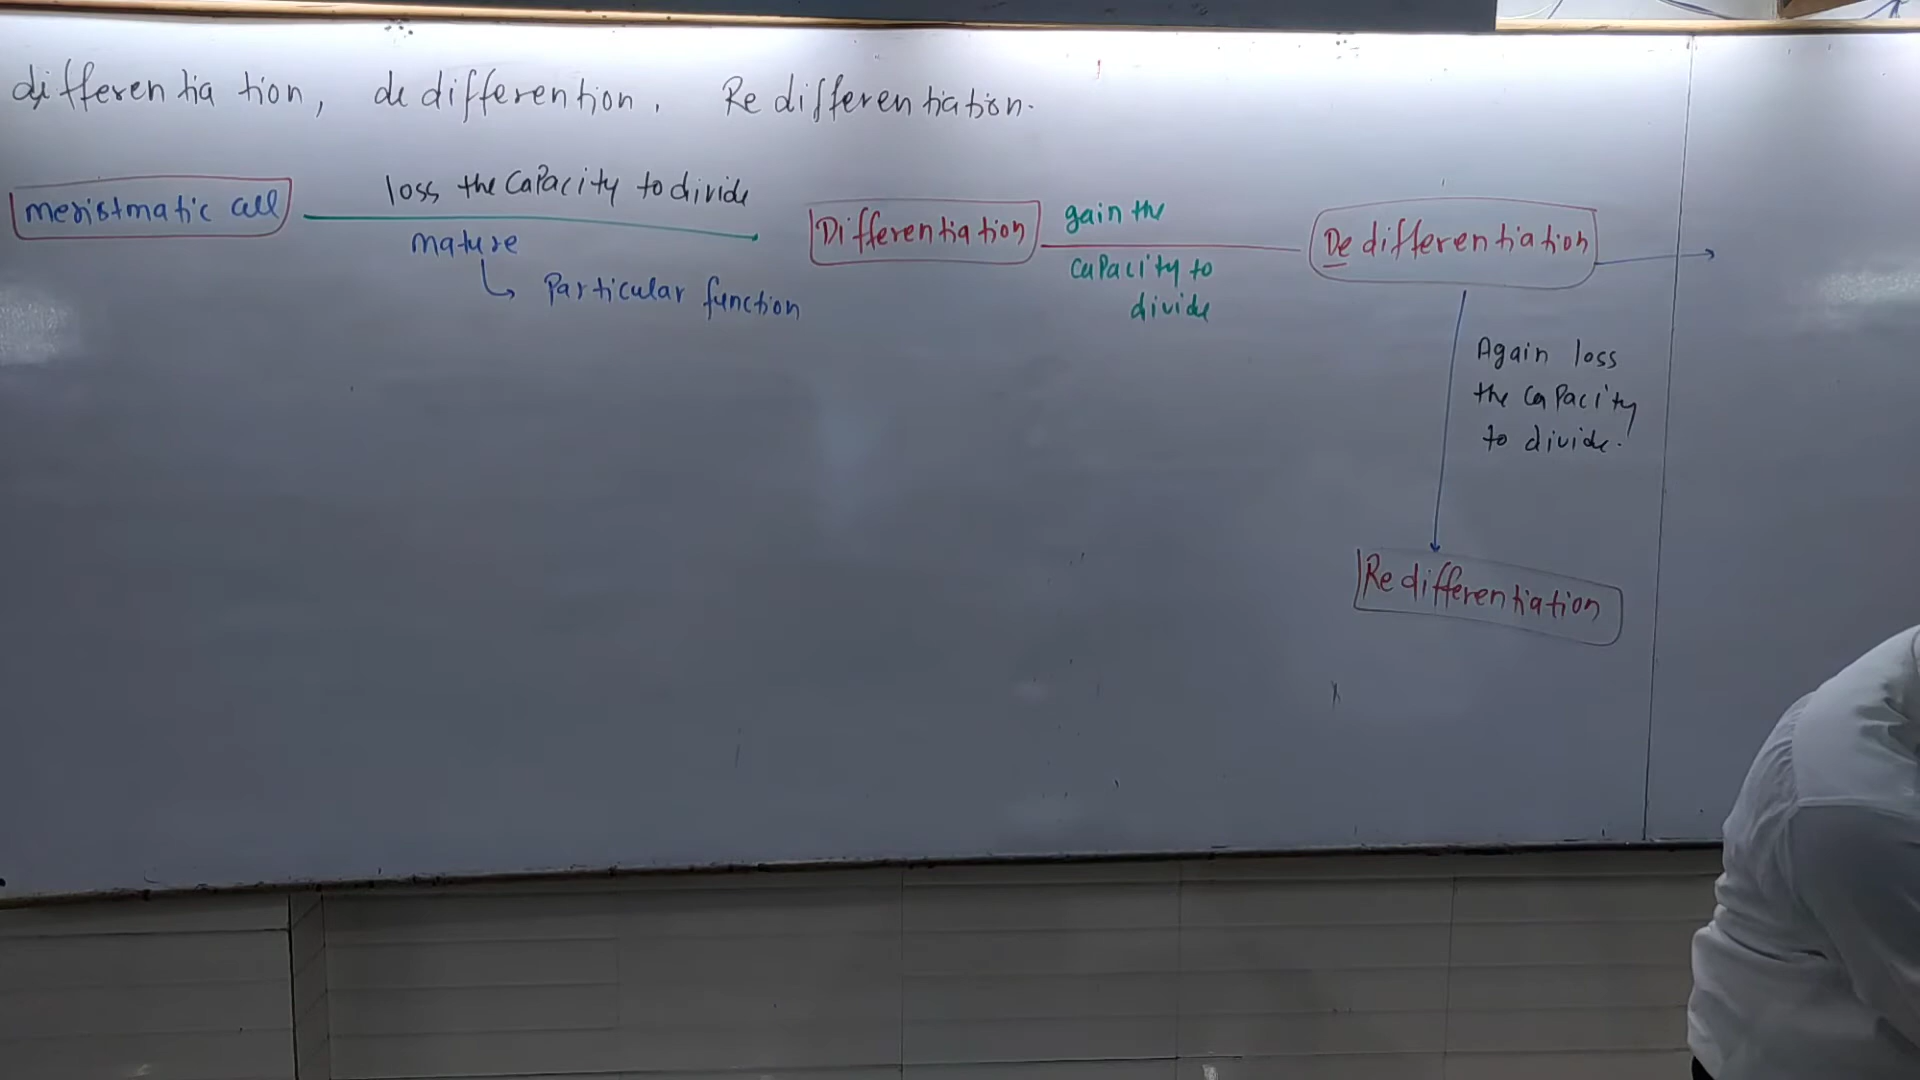 differentiation, dedifferention. Redifferentiation.
meristmatic cell
loss the capacity to divide
mature
Particular function
Differentiation
gain the
capacity to
divide
Dedifferentiation
Again loss
the capacity
to divide.
Redifferentiation